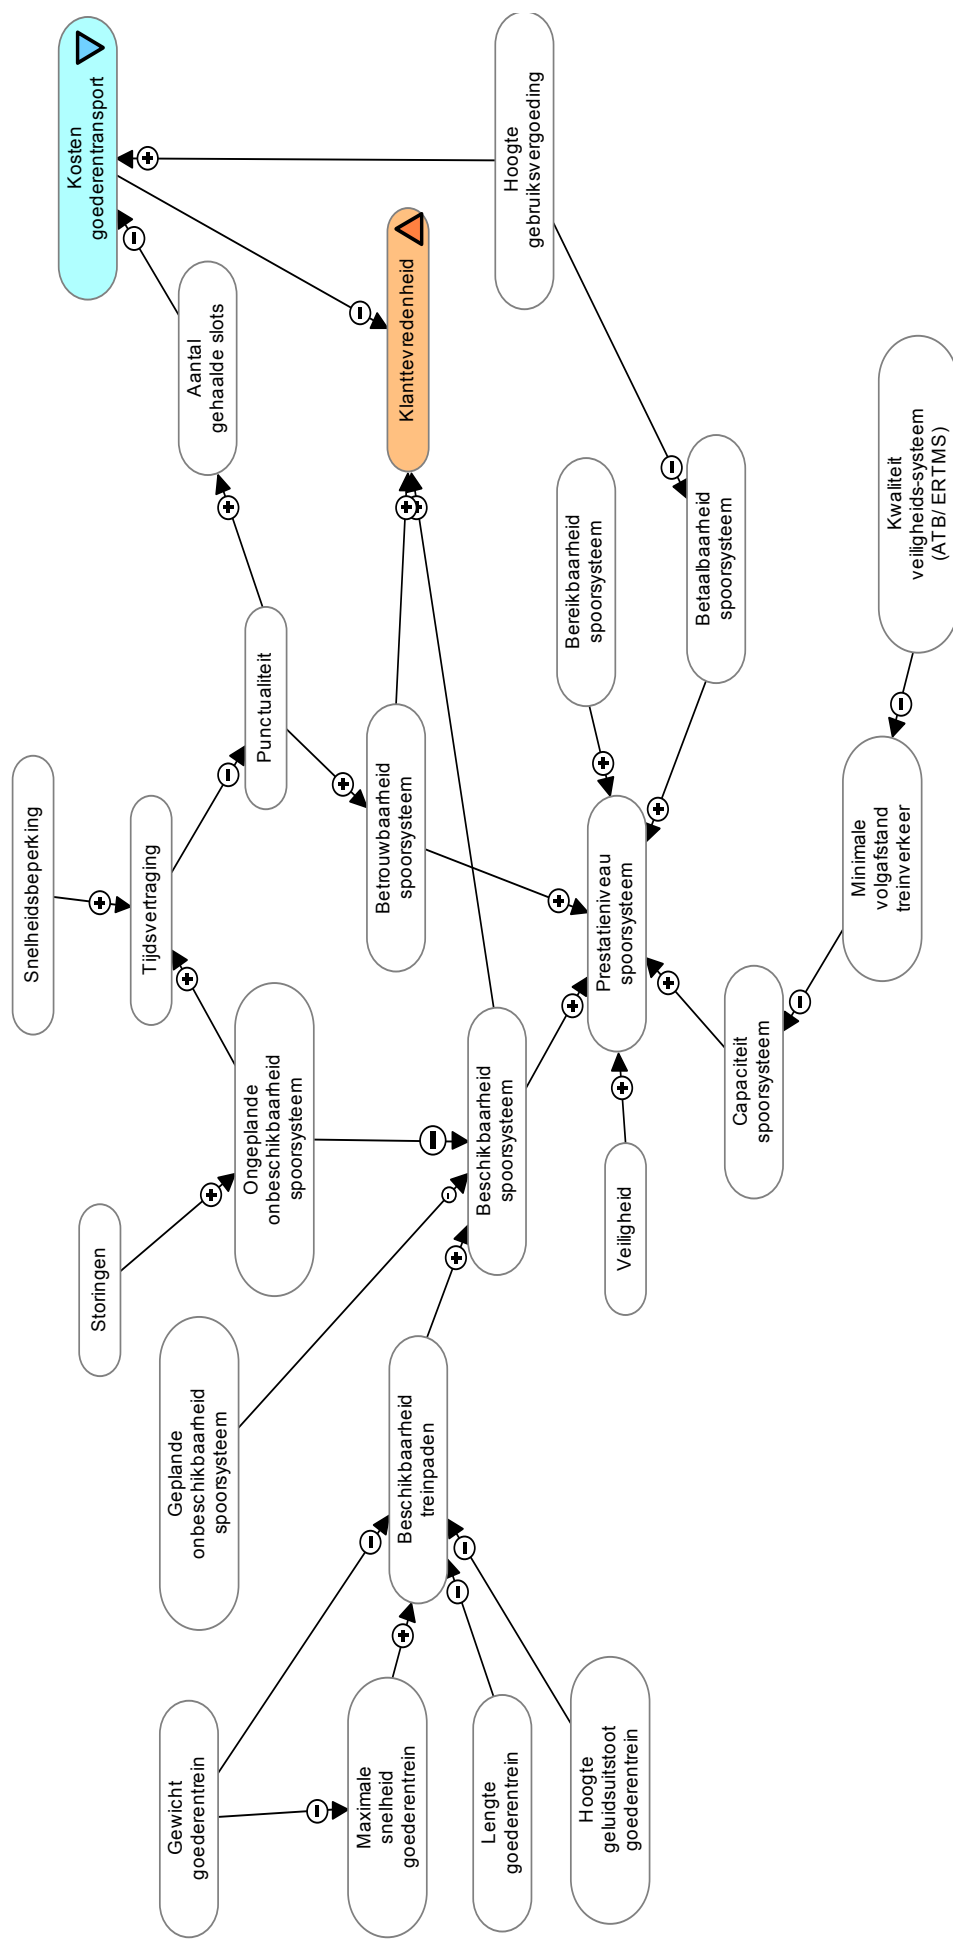 Kosten
goederentransport
Aantal
gehaalde slots
Klanttevredenheid
Hoogte
gebruiksvergoeding
Snelheidsbeperking
Tijdsvertraging
Punctualiteit
Betrouwbaarheid
spoorsysteem
Bereikbaarheid
spoorsysteem
Betaalbaarheid
spoorsysteem
Kwaliteit
veiligheids-systeem
(ATB/ ERTMS)
Storingen
Ongeplande
onbeschikbaarheid
spoorsysteem
Beschikbaarheid
spoorsysteem
Prestatieniveau
spoorsysteem
Minimale
volgafstand
treinverkeer
Capaciteit
spoorsysteem
Veiligheid
Geplande
onbeschikbaarheid
spoorsysteem
Beschikbaarheid
treinpaden
Gewicht
goederentrein
Maximale
snelheid
goederentrein
Lengte
goederentrein
Hoogte
geluidsuitstoot
goederentrein